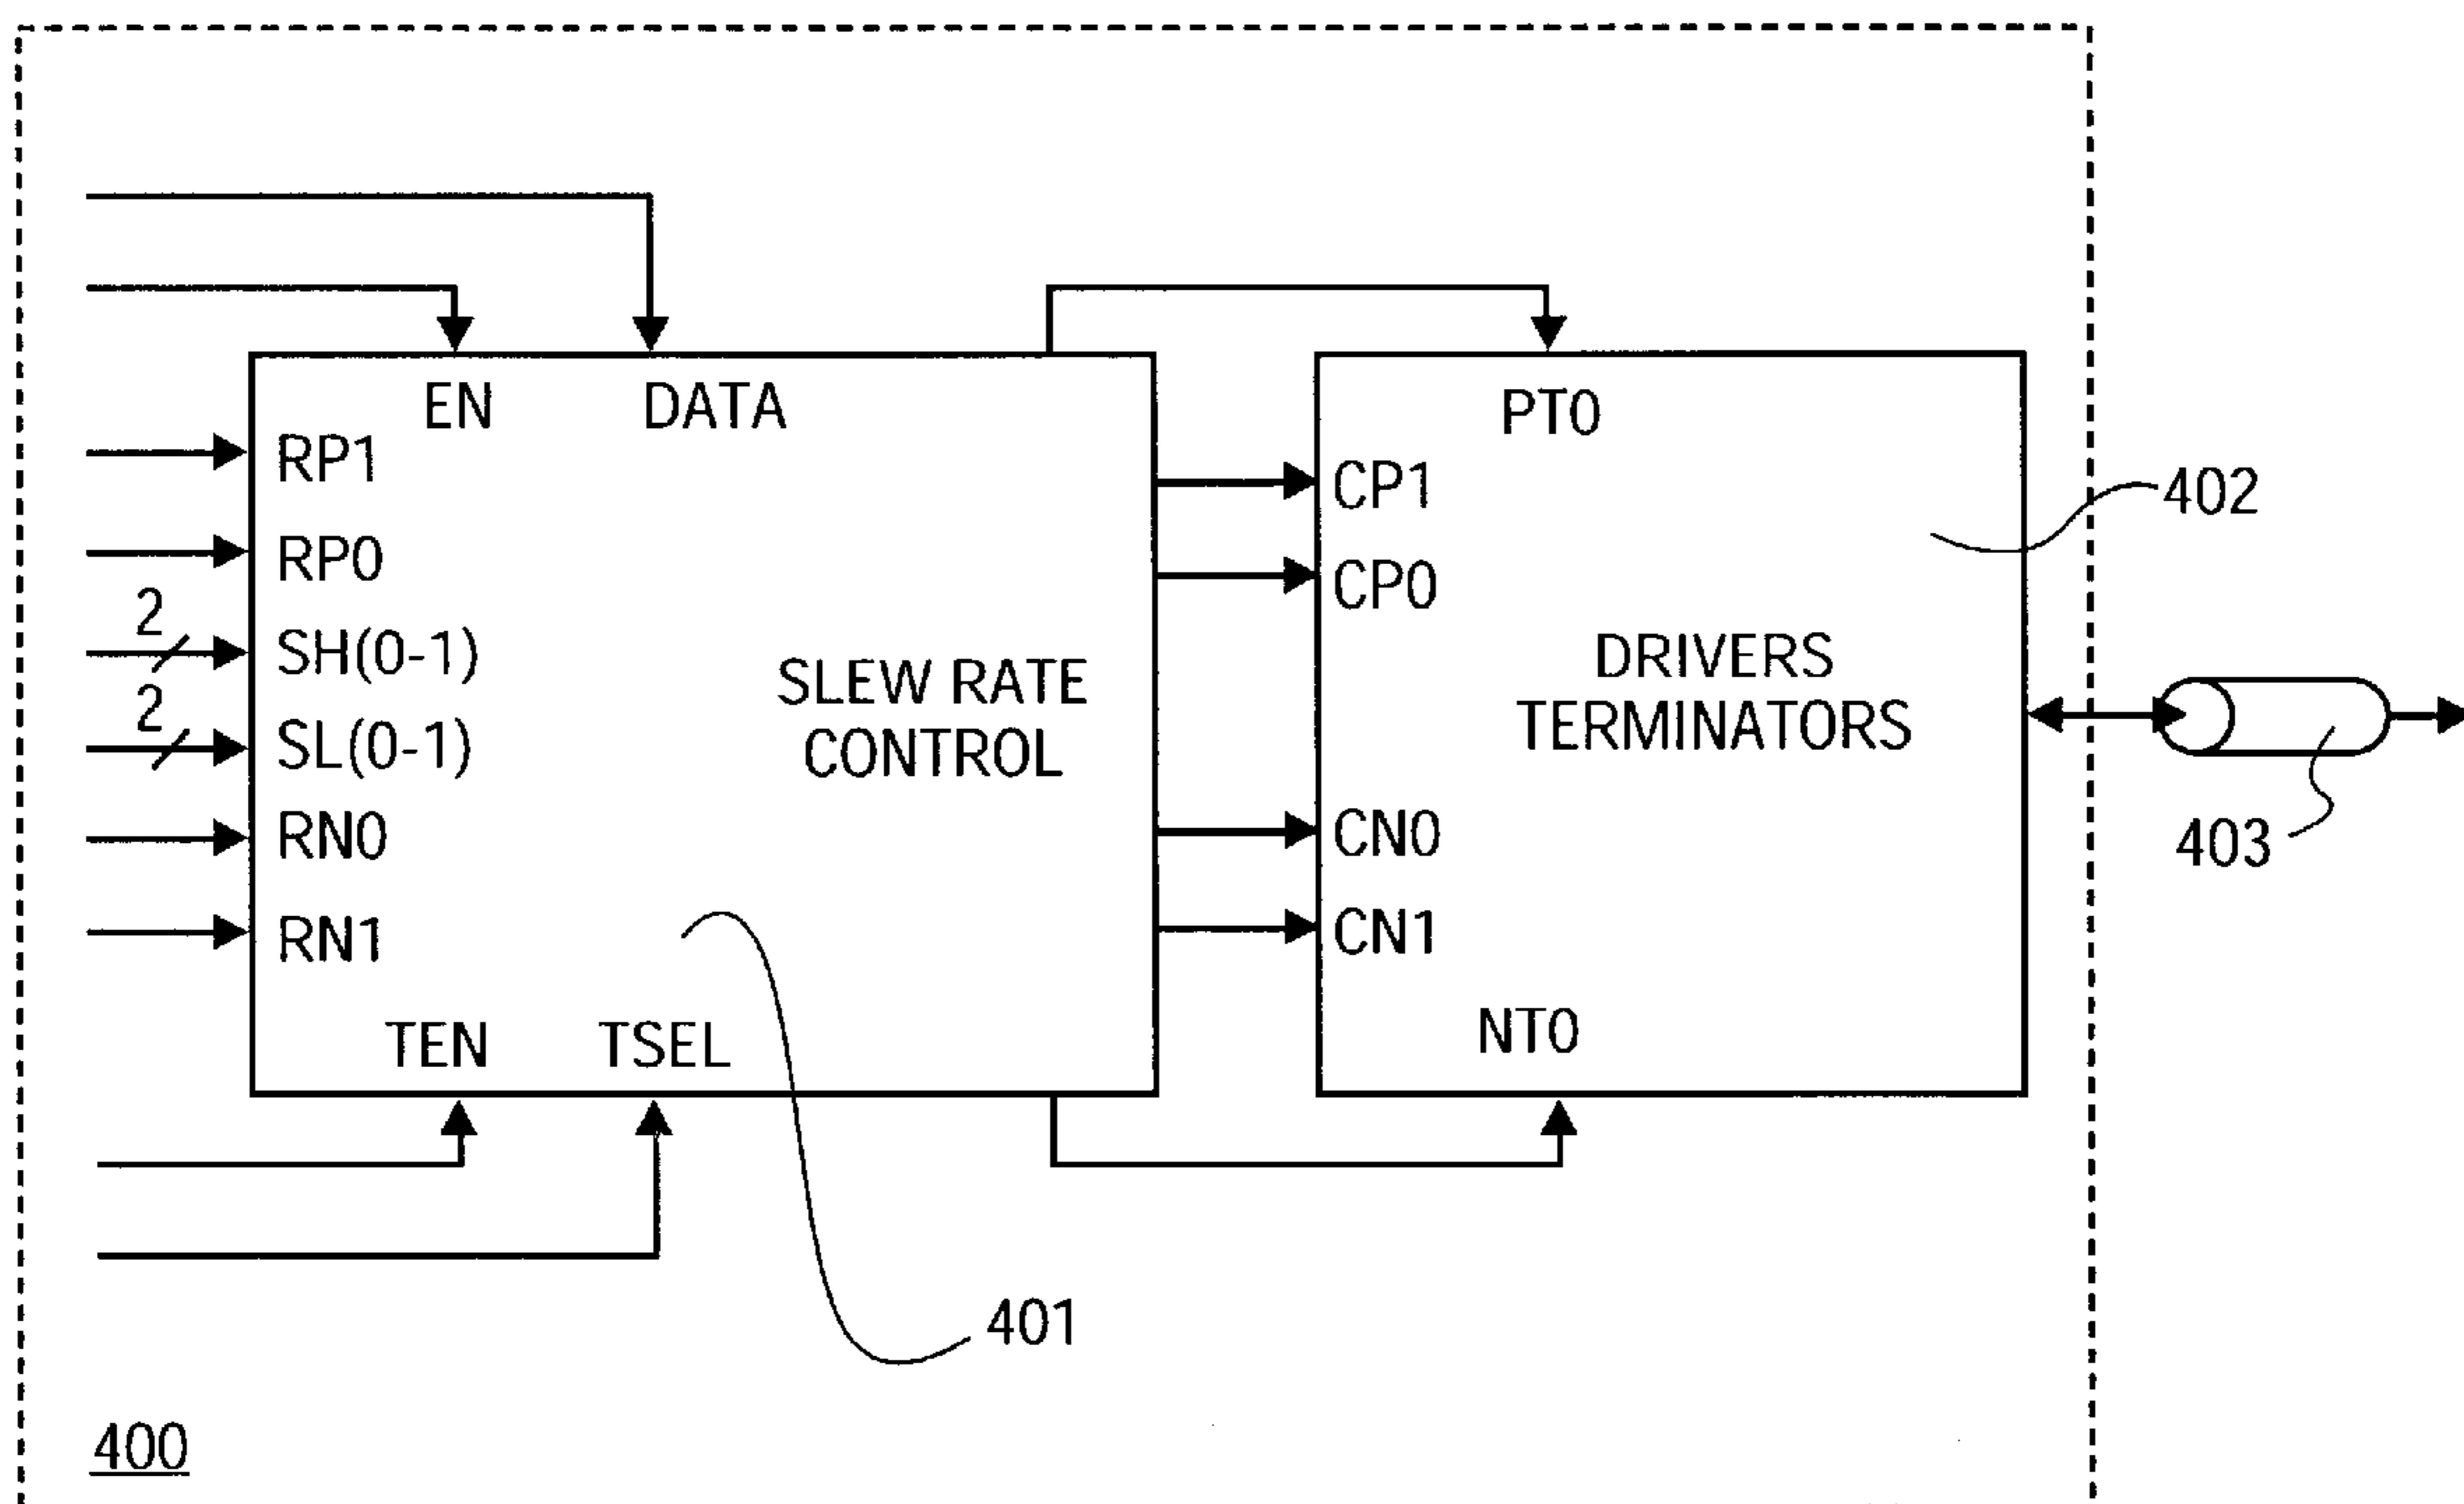 EN DATA
PT0
RP1
CP1
402
RP0
CP0
2
SH(0-1)
SLEW RATE
CONTROL
DRIVERS
TERMINATORS
2
SL(0-1)
RN0
CN0
403
RN1
CN1
TEN TSEL
NT0
401
400